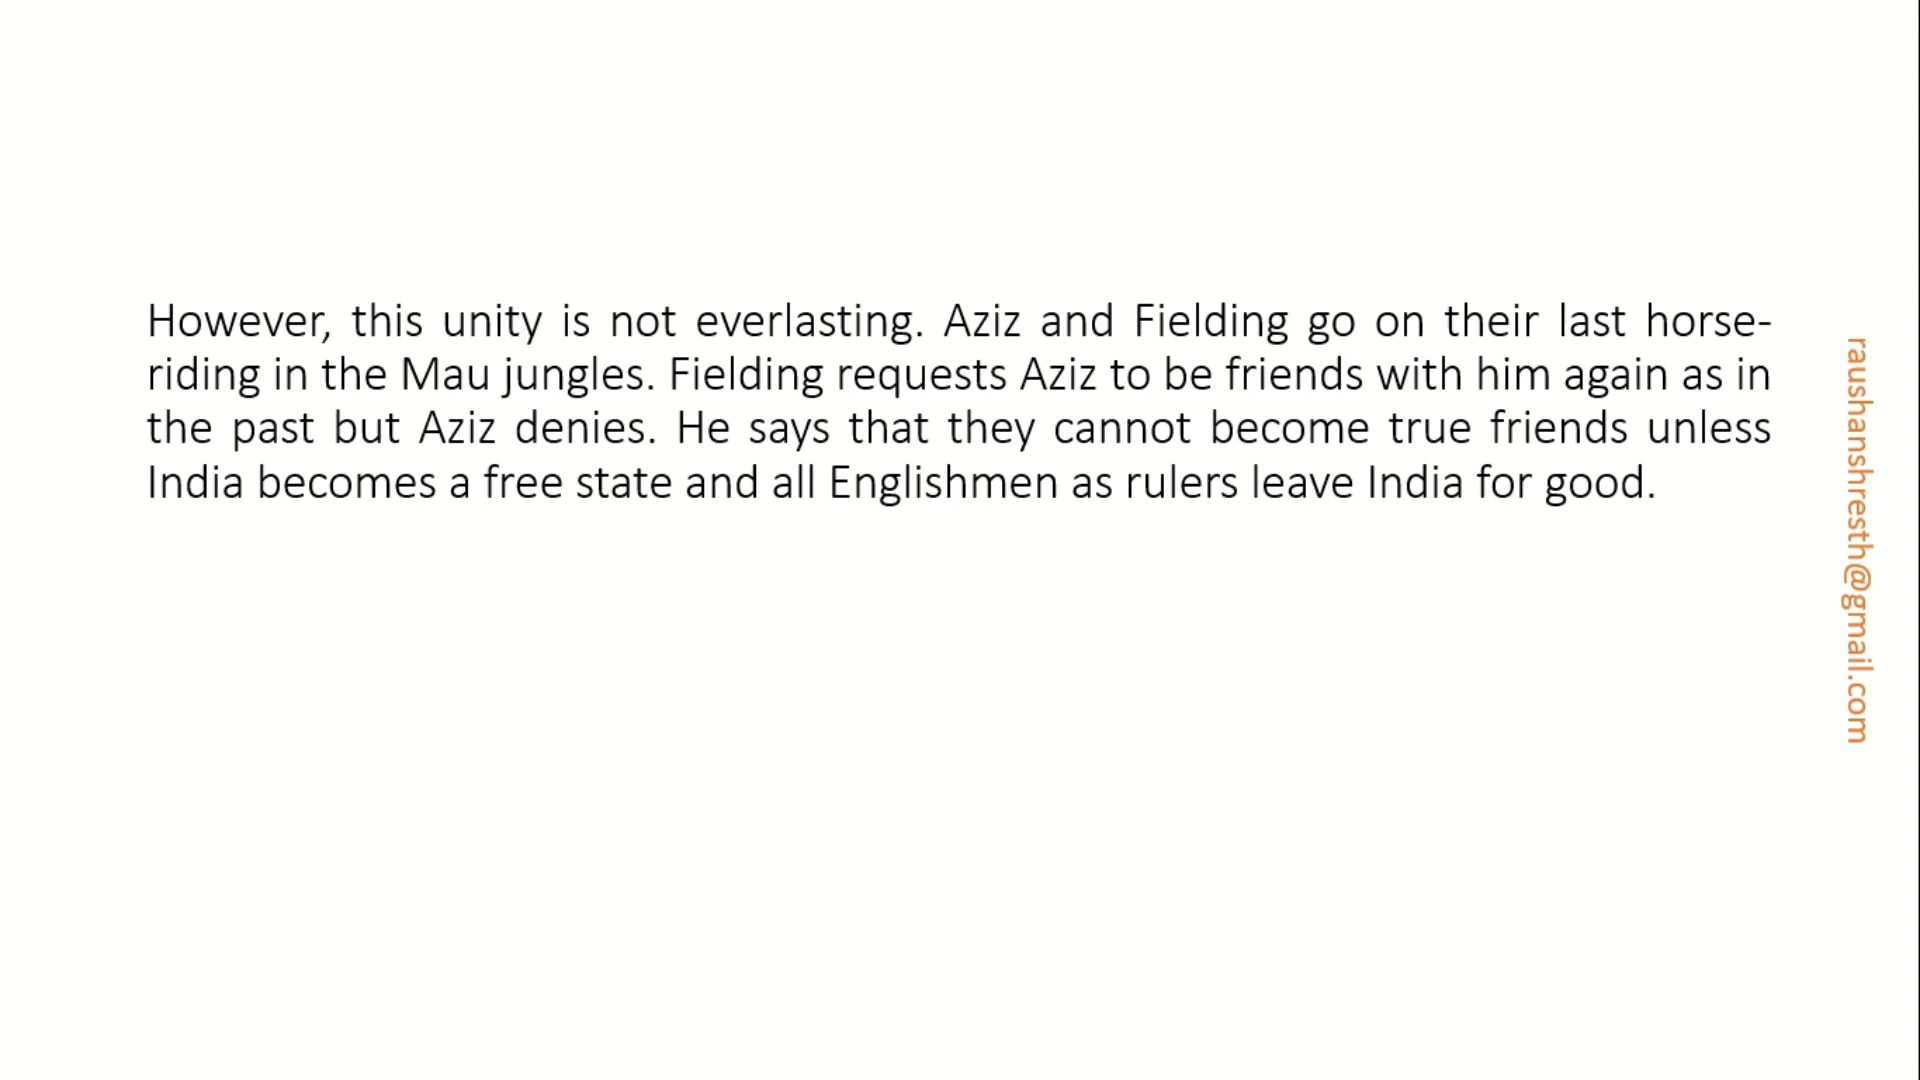 However, this unity is not everlasting. Aziz and Fielding go on their last horse-
riding in the Mau jungles. Fielding requests Aziz to be friends with him again as in
the past but Aziz denies. He says that they cannot become true friends unless
India becomes a free state and all Englishmen as rulers leave India for good.
raushanshresth@gmail.com